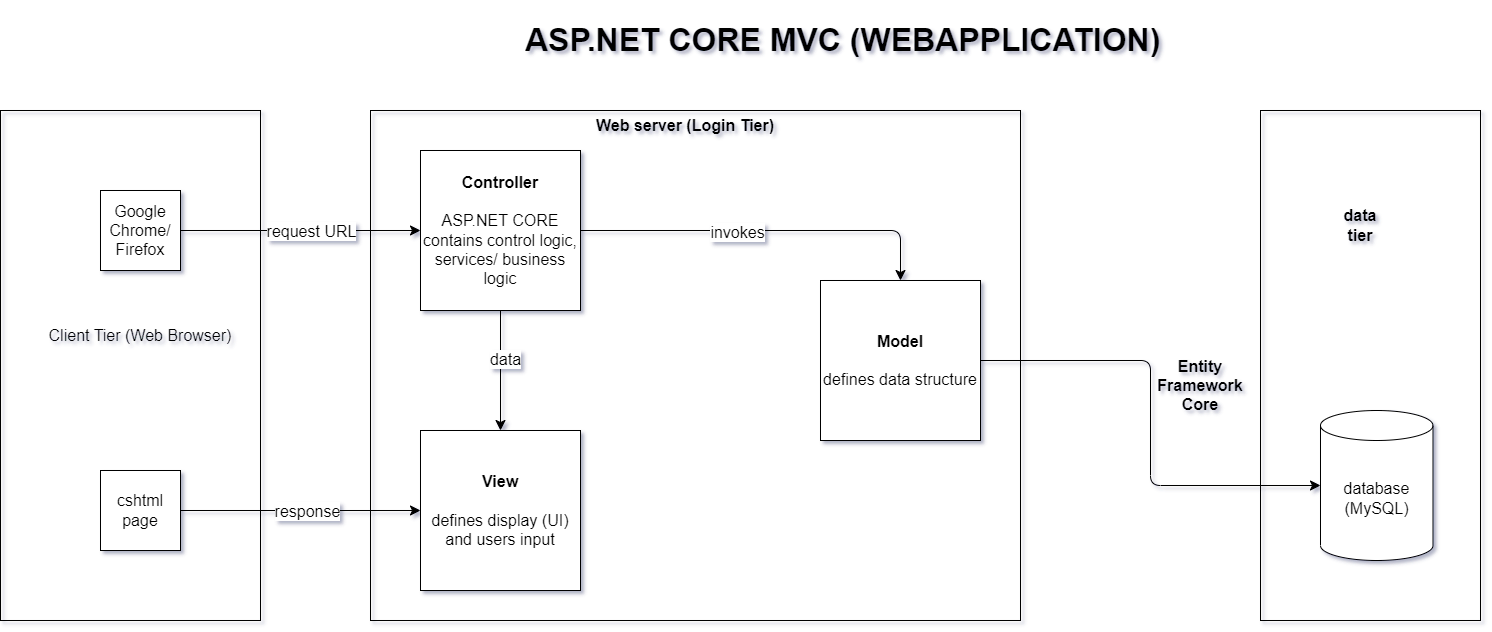 ASP.NET CORE MVC (WEBAPPLICATION)
Web server (Login Tier)
Google
Chrome/
Firefox
request URL
Controller
ASP.NET CORE
contains control logic,
services/ business
logic
invokes
data
tier
Client Tier (Web Browser)
data
Model
defines data structure
Entity
Framework
Core
cshtml
page
response
View
defines display (UI)
and users input
database
(MySQL)